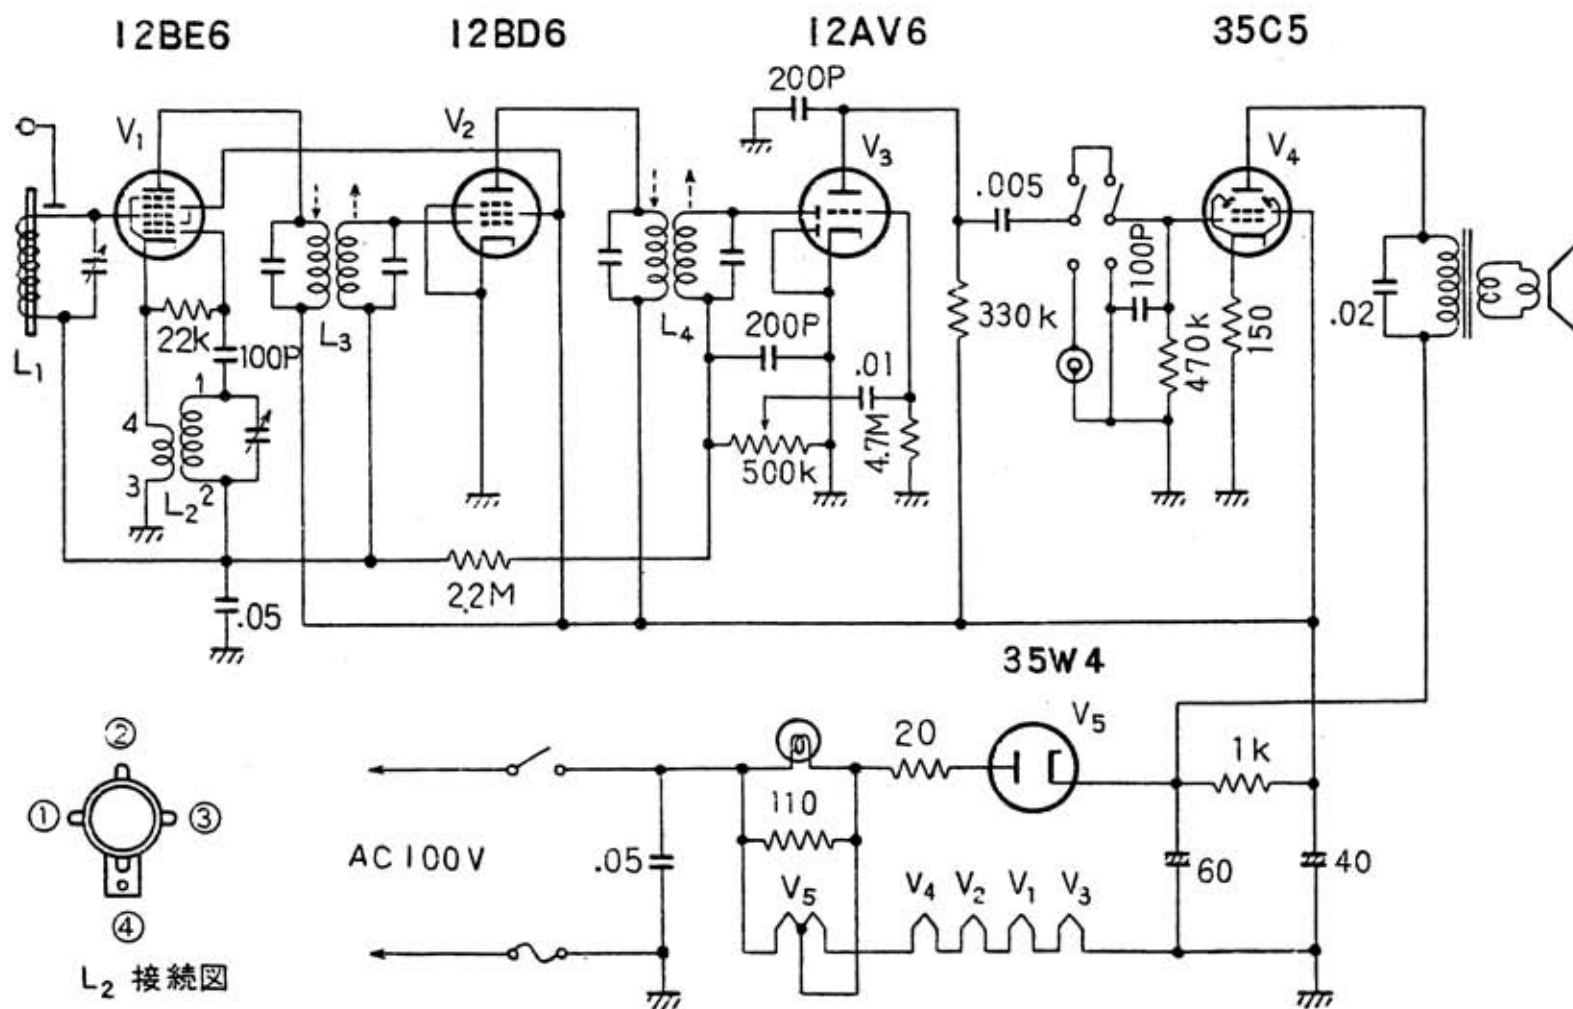 12BE6
12BD6
12AV6
35C5
200P
V₁
V₂
V₃
V₄
.005
100P
22k
100P
L₁
L₃
L₄
200P
.01
330k
470k
150
.02
1
4
3
L₂
2
500k
4.7M
2.2M
.05
35W4
V₅
20
1k
110
②
①
③
④
AC100V
.05
V₅
V₄
V₂
V₁
V₃
60
40
L₂ 接続図